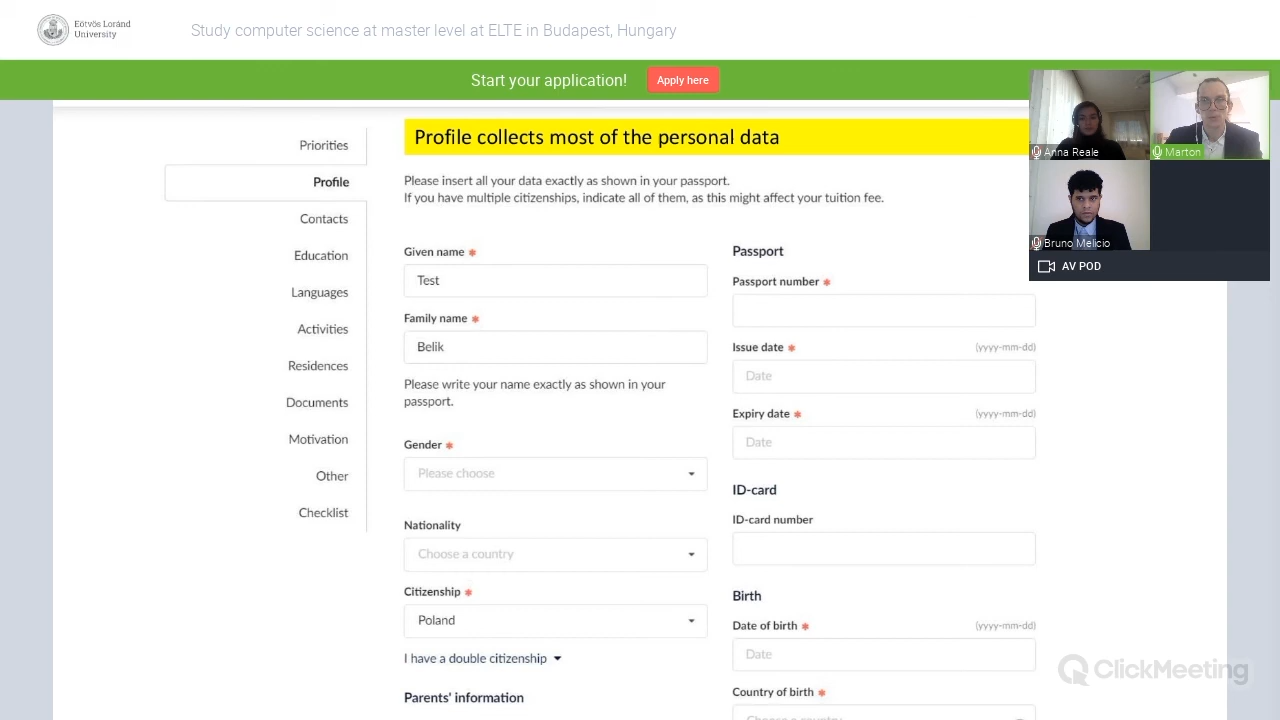 Eötvös Loránd
University
Study computer science at master level at ELTE in Budapest, Hungary
Start your application!
Apply here
Priorities
Profile
Contacts
Education
Languages
Activities
Residences
Documents
Motivation
Other
Checklist
Profile collects most of the personal data
Please insert all your data exactly as shown in your passport.
If you have multiple citizenships, indicate all of them, as this might affect your tuition fee.
Given name *
Test
Family name *
Belik
Please write your name exactly as shown in your
passport.
Gender *
Please choose
Nationality
Choose a country
Citizenship *
Poland
I have a double citizenship
Parents' information
Passport
Passport number *
Issue date * (yyyy-mm-dd)
Date
Expiry date * (yyyy-mm-dd)
Date
ID-card
ID-card number
Birth
Date of birth * (yyyy-mm-dd)
Date
Country of birth *
Choose a country
Anna Reale
Marton
Bruno Melicio
AV POD
ClickMeeting